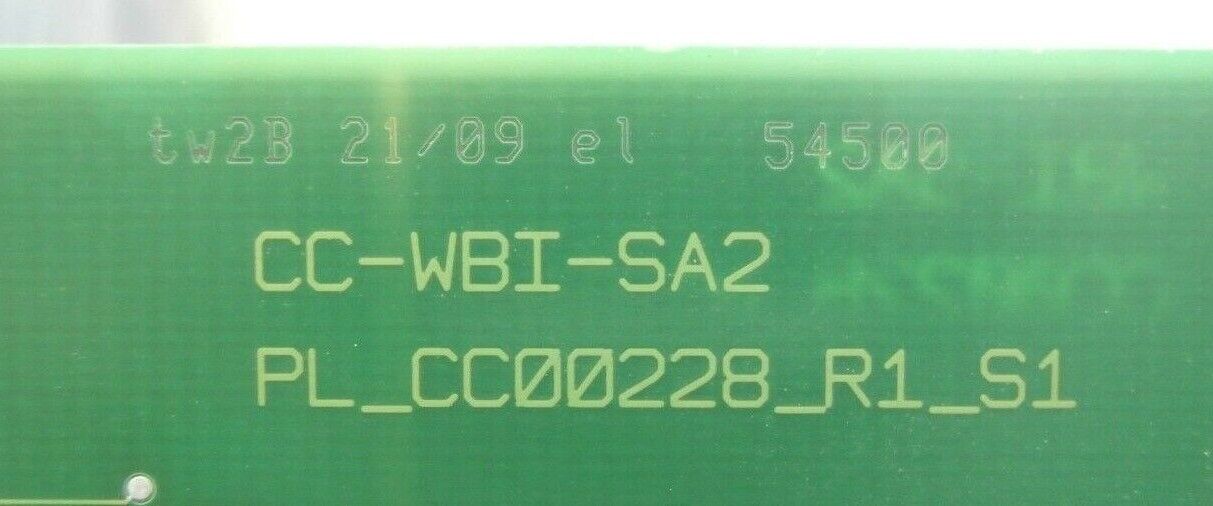 tw2B 21/09 el 54500
CC-WBI-SA2
PL_CC00228_R1_S1